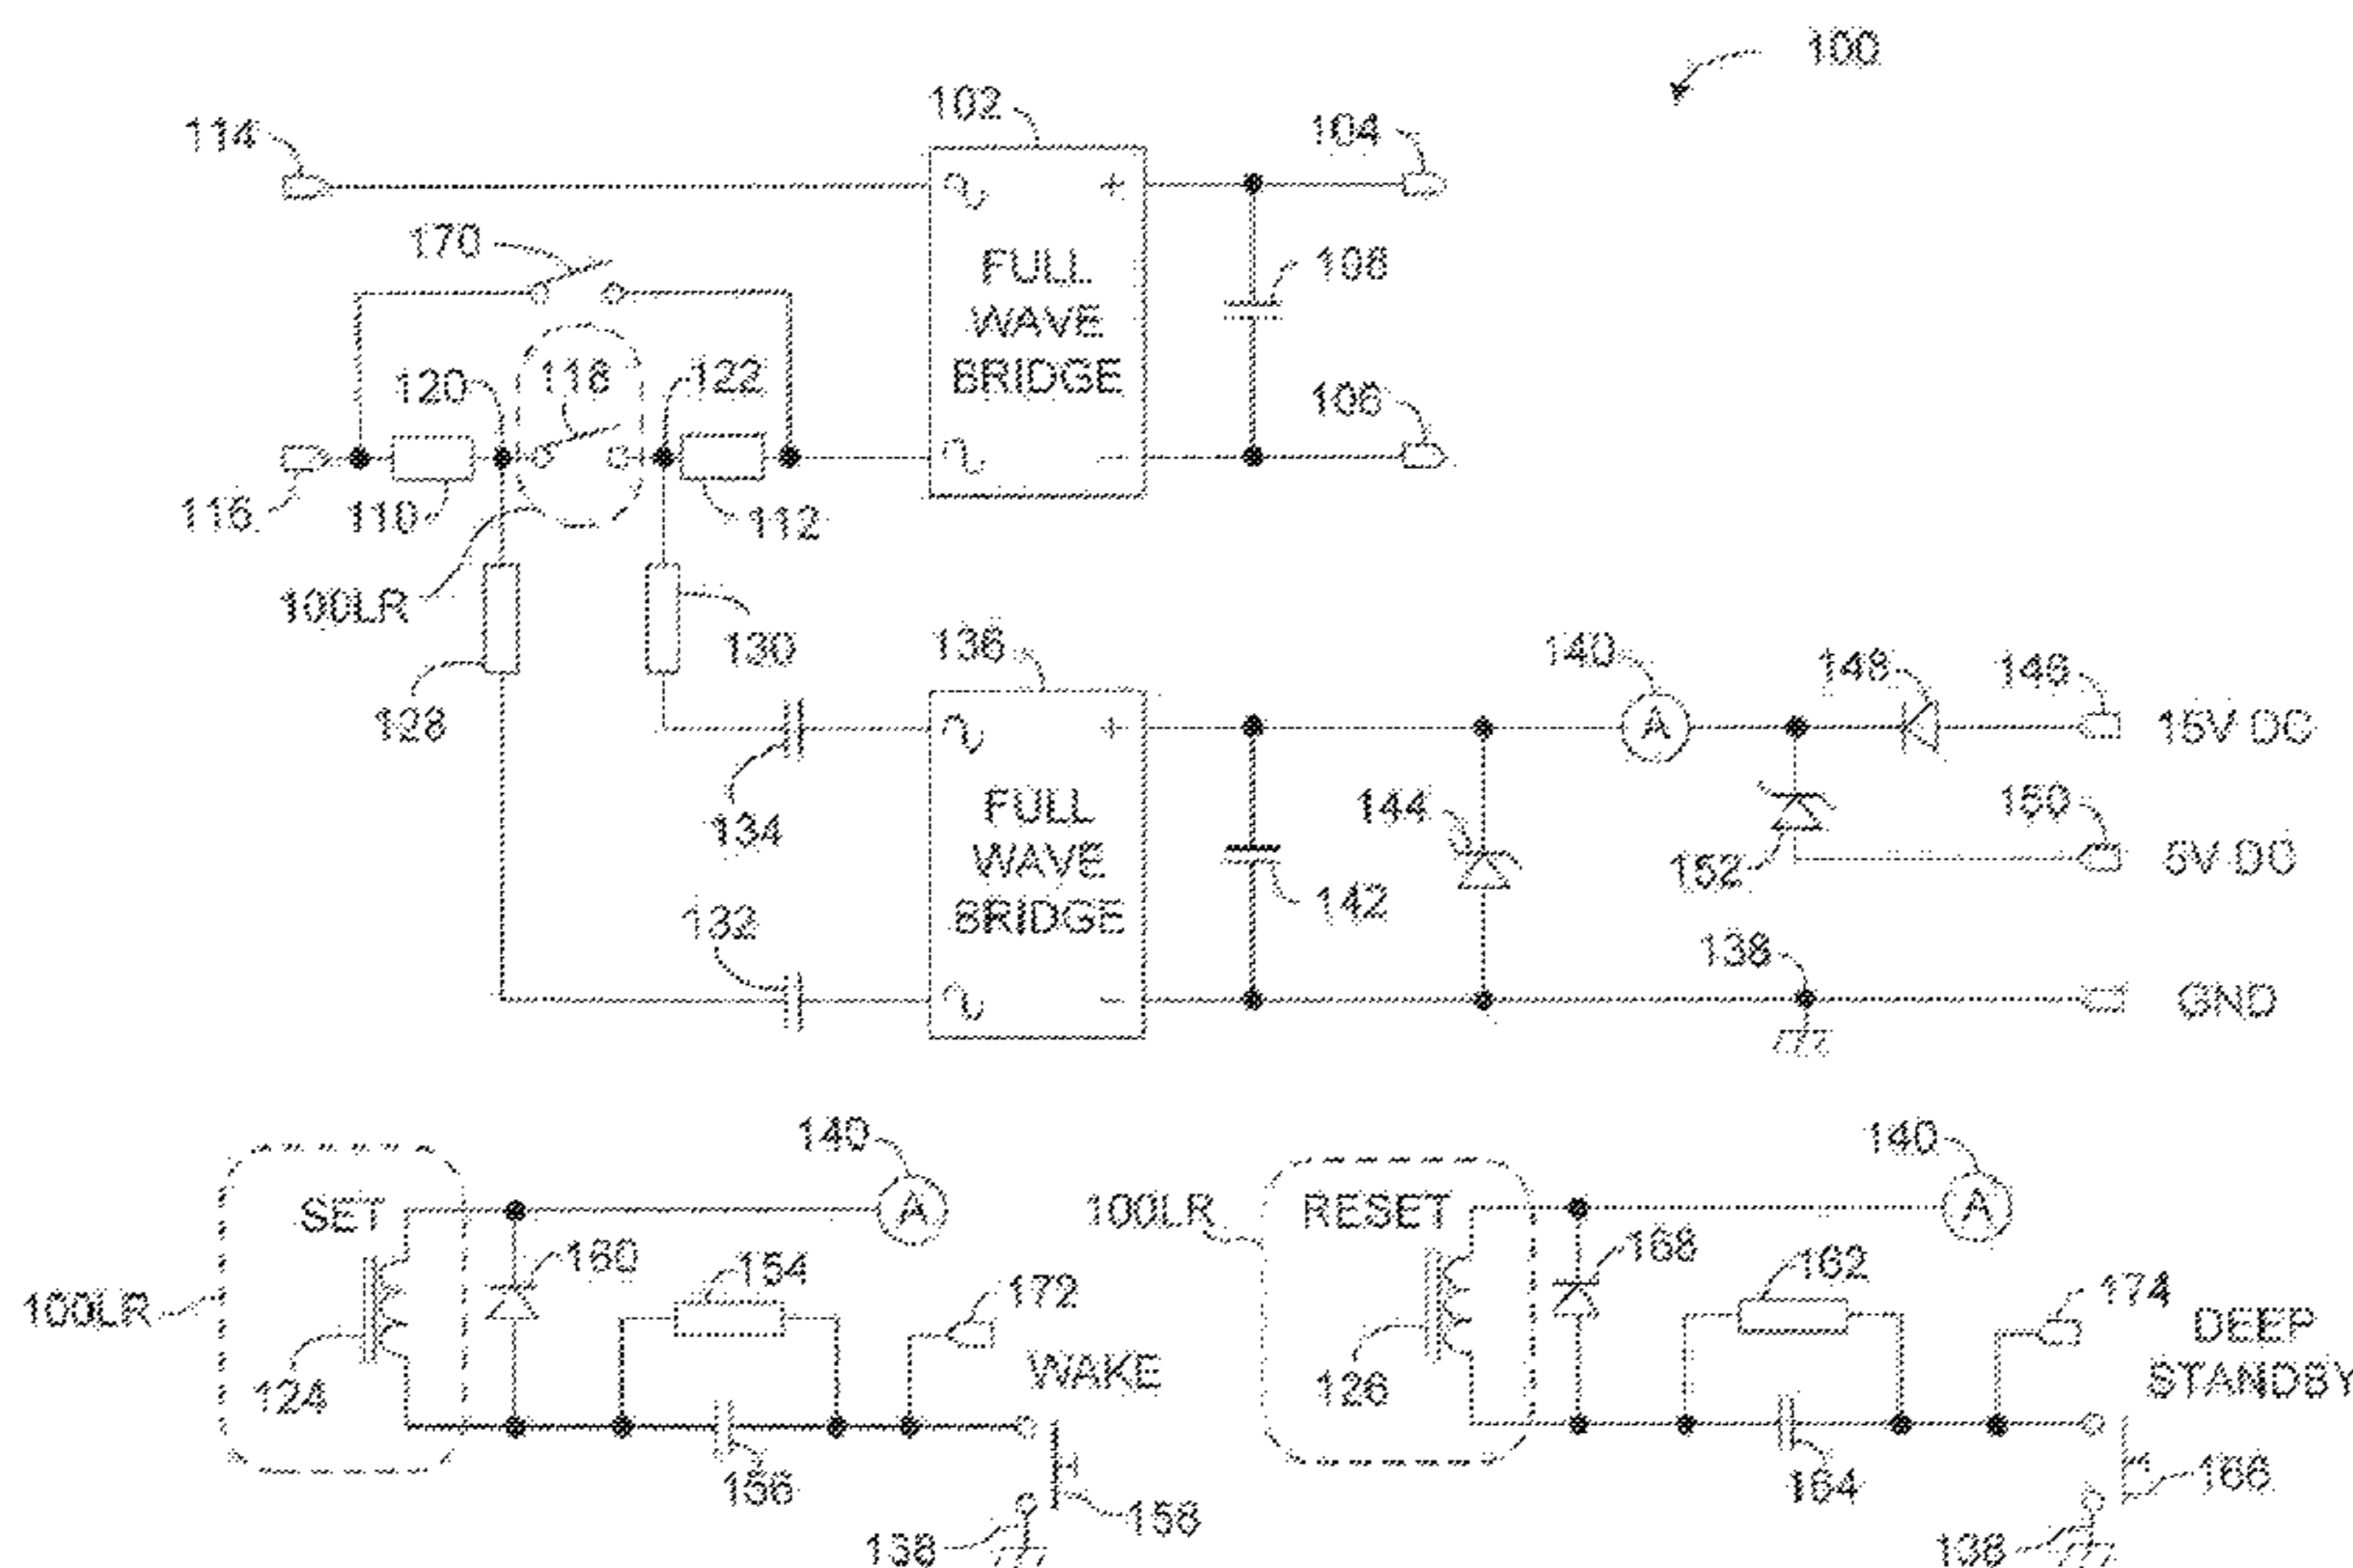 100
102
104
114
170
FULL
WAVE
BRIDGE
108
120
118
122
106
116
110
112
100LR
130
136
128
140
148
146
15V DC
134
FULL
WAVE
BRIDGE
144
142
152
150
5V DC
132
138
GND
140
140
SET
100LR
RESET
160
154
172
168
162
174
100LR
WAKE
DEEP
STANDBY
124
126
156
158
164
166
138
138
A
A
A